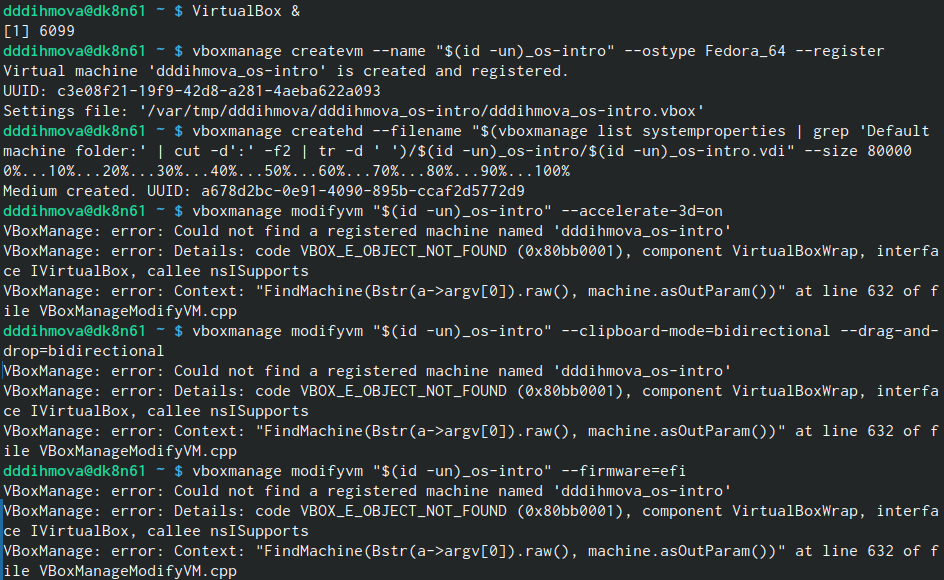 dddihmova@dk8n61 ~ $ VirtualBox &
[1] 6099
dddihmova@dk8n61 ~ $ vboxmanage createvm --name "$(id -un)_os-intro" --ostype Fedora_64 --register
Virtual machine 'dddihmova_os-intro' is created and registered.
UUID: c3e08f21-19f9-42d8-a281-4aeba622a093
Settings file: '/var/tmp/dddihmova/dddihmova_os-intro/dddihmova_os-intro.vbox'
dddihmova@dk8n61 ~ $ vboxmanage createhd --filename "$(vboxmanage list systemproperties | grep 'Default
machine folder:' | cut -d':' -f2 | tr -d ' ')/$(id -un)_os-intro/$(id -un)_os-intro.vdi" --size 80000
0%...10%...20%...30%...40%...50%...60%...70%...80%...90%...100%
Medium created. UUID: a678d2bc-0e91-4090-895b-ccaf2d5772d9
dddihmova@dk8n61 ~ $ vboxmanage modifyvm "$(id -un)_os-intro" --accelerate-3d=on
VBoxManage: error: Could not find a registered machine named 'dddihmova_os-intro'
VBoxManage: error: Details: code VBOX_E_OBJECT_NOT_FOUND (0x80bb0001), component VirtualBoxWrap, interfa
ce IVirtualBox, callee nsISupports
VBoxManage: error: Context: "FindMachine(Bstr(a->argv[0]).raw(), machine.asOutParam())" at line 632 of f
ile VBoxManageModifyVM.cpp
dddihmova@dk8n61 ~ $ vboxmanage modifyvm "$(id -un)_os-intro" --clipboard-mode=bidirectional --drag-and-
drop=bidirectional
VBoxManage: error: Could not find a registered machine named 'dddihmova_os-intro'
VBoxManage: error: Details: code VBOX_E_OBJECT_NOT_FOUND (0x80bb0001), component VirtualBoxWrap, interfa
ce IVirtualBox, callee nsISupports
VBoxManage: error: Context: "FindMachine(Bstr(a->argv[0]).raw(), machine.asOutParam())" at line 632 of f
ile VBoxManageModifyVM.cpp
dddihmova@dk8n61 ~ $ vboxmanage modifyvm "$(id -un)_os-intro" --firmware=efi
VBoxManage: error: Could not find a registered machine named 'dddihmova_os-intro'
VBoxManage: error: Details: code VBOX_E_OBJECT_NOT_FOUND (0x80bb0001), component VirtualBoxWrap, interfa
ce IVirtualBox, callee nsISupports
VBoxManage: error: Context: "FindMachine(Bstr(a->argv[0]).raw(), machine.asOutParam())" at line 632 of f
ile VBoxManageModifyVM.cpp